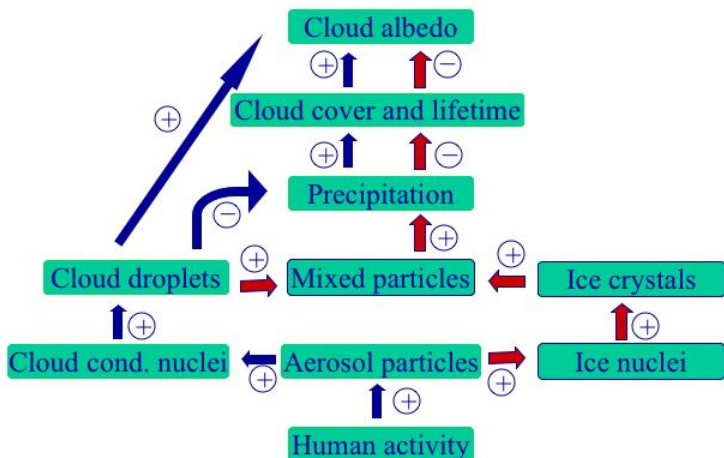 Cloud albedo
+ −
+
Cloud cover and lifetime
+ −
Precipitation
−
+
Cloud droplets + Mixed particles + Ice crystals
+ +
Cloud cond. nuclei + Aerosol particles + Ice nuclei
+
Human activity